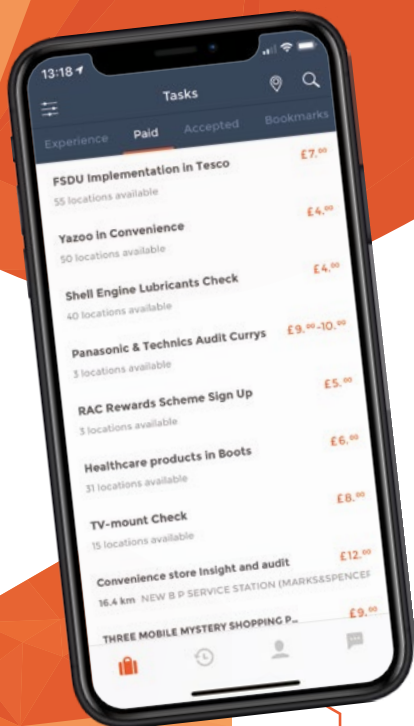 13:18
Tasks
Experience Paid Accepted Bookmarks
FSDU Implementation in Tesco £7.00
55 locations available
Yazoo in Convenience £4.00
50 locations available
Shell Engine Lubricants Check £4.00
40 locations available
Panasonic & Technics Audit Currys £9.00-10.00
3 locations available
RAC Rewards Scheme Sign Up £5.00
3 locations available
Healthcare products in Boots £6.00
31 locations available
TV-mount Check £8.00
15 locations available
Convenience store Insight and audit £12.00
16.4 km NEW B P SERVICE STATION (MARKS&SPENCER
THREE MOBILE MYSTERY SHOPPING P... £9.00